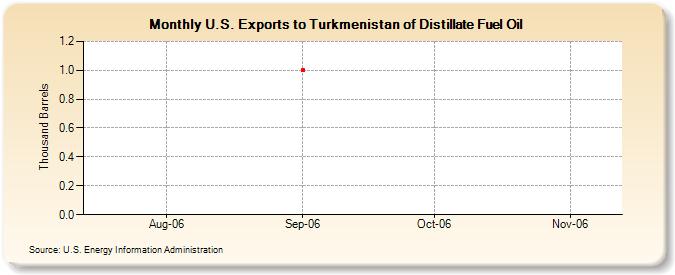 Monthly U.S. Exports to Turkmenistan of Distillate Fuel Oil
Thousand Barrels
1.2
1.0
0.8
0.6
0.4
0.2
0.0
Aug-06 Sep-06 Oct-06 Nov-06
Source: U.S. Energy Information Administration